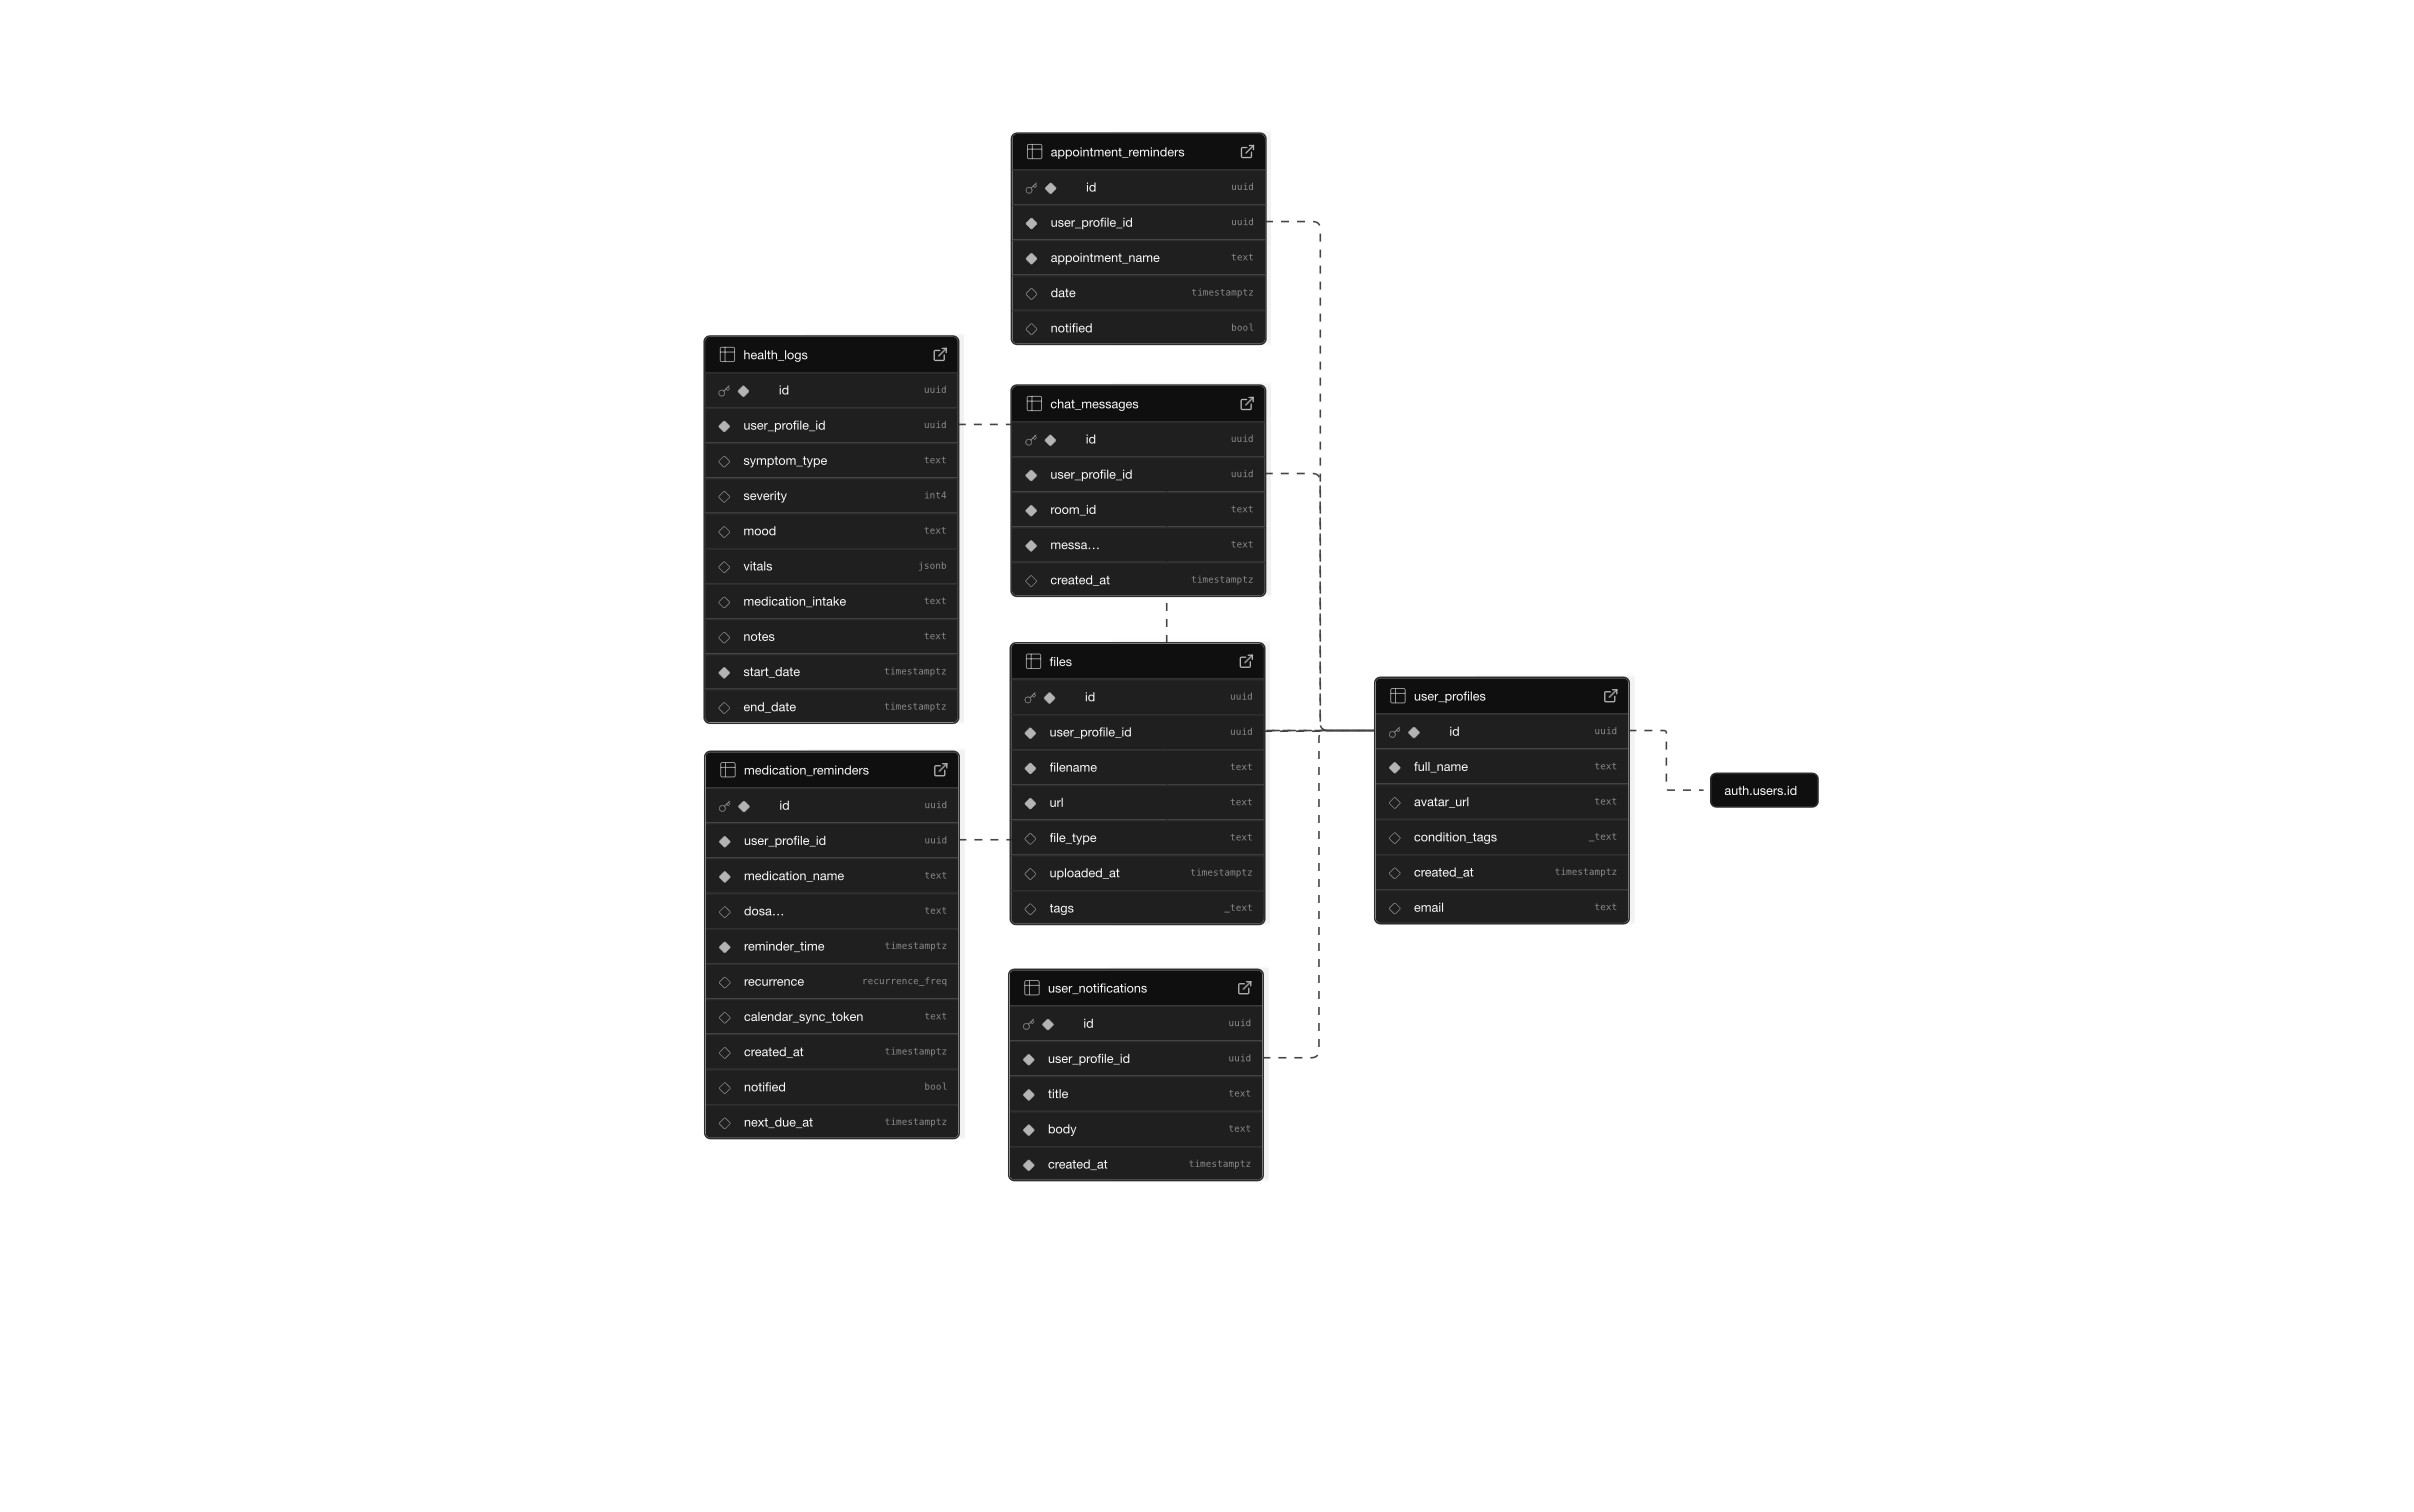 appointment_reminders
id uuid
user_profile_id uuid
appointment_name text
date timestamptz
notified bool
health_logs
id uuid
user_profile_id uuid
symptom_type text
severity int4
mood text
vitals jsonb
medication_intake text
notes text
start_date timestamptz
end_date timestamptz
chat_messages
id uuid
user_profile_id uuid
room_id text
messa... text
created_at timestamptz
files
id uuid
user_profile_id uuid
filename text
url text
file_type text
uploaded_at timestamptz
tags _text
user_profiles
id uuid
full_name text
avatar_url text
condition_tags _text
created_at timestamptz
email text
auth.users.id
medication_reminders
id uuid
user_profile_id uuid
medication_name text
dosa... text
reminder_time timestamptz
recurrence recurrence_freq
calendar_sync_token text
created_at timestamptz
notified bool
next_due_at timestamptz
user_notifications
id uuid
user_profile_id uuid
title text
body text
created_at timestamptz